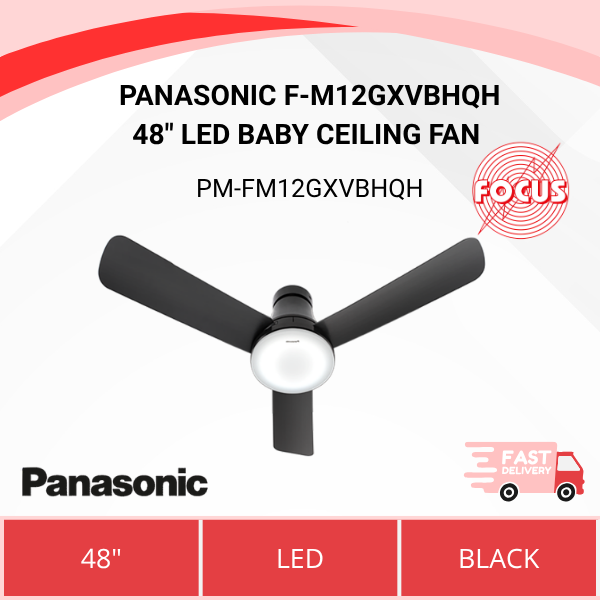 PANASONIC F-M12GXVBHQH
48" LED BABY CEILING FAN
PM-FM12GXVBHQH
FOCUS
Panasonic
FAST
DELIVERY
48"
LED
BLACK